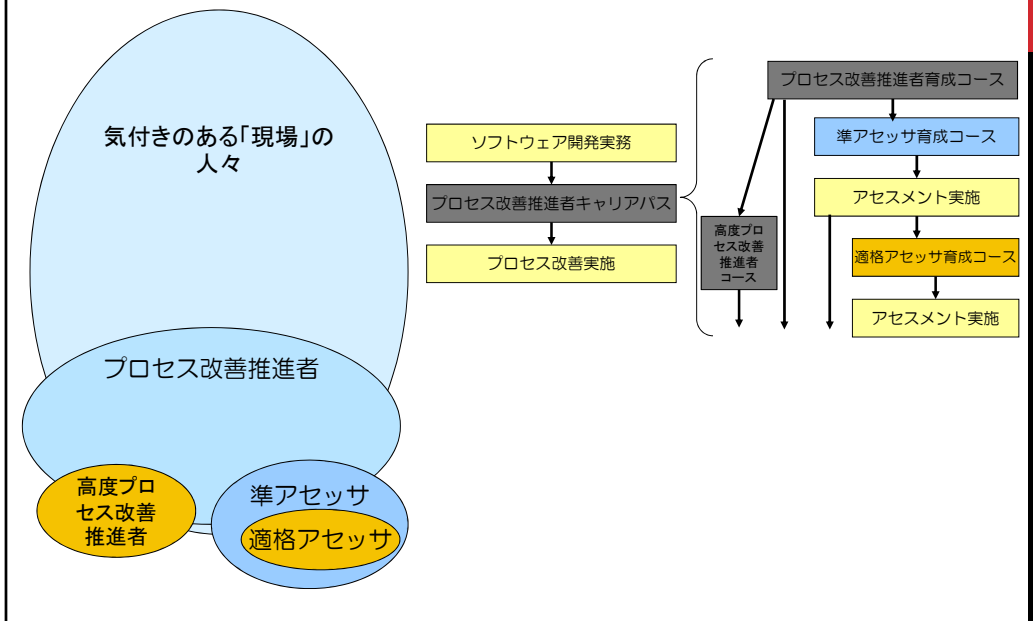 気付きのある「現場」の
人々
プロセス改善推進者
高度プロ
セス改善
推進者
準アセッサ
適格アセッサ
ソフトウェア開発実務
プロセス改善推進者キャリアパス
プロセス改善実施
プロセス改善推進者育成コース
準アセッサ育成コース
アセスメント実施
高度プロ
セス改善
推進者
コース
適格アセッサ育成コース
アセスメント実施